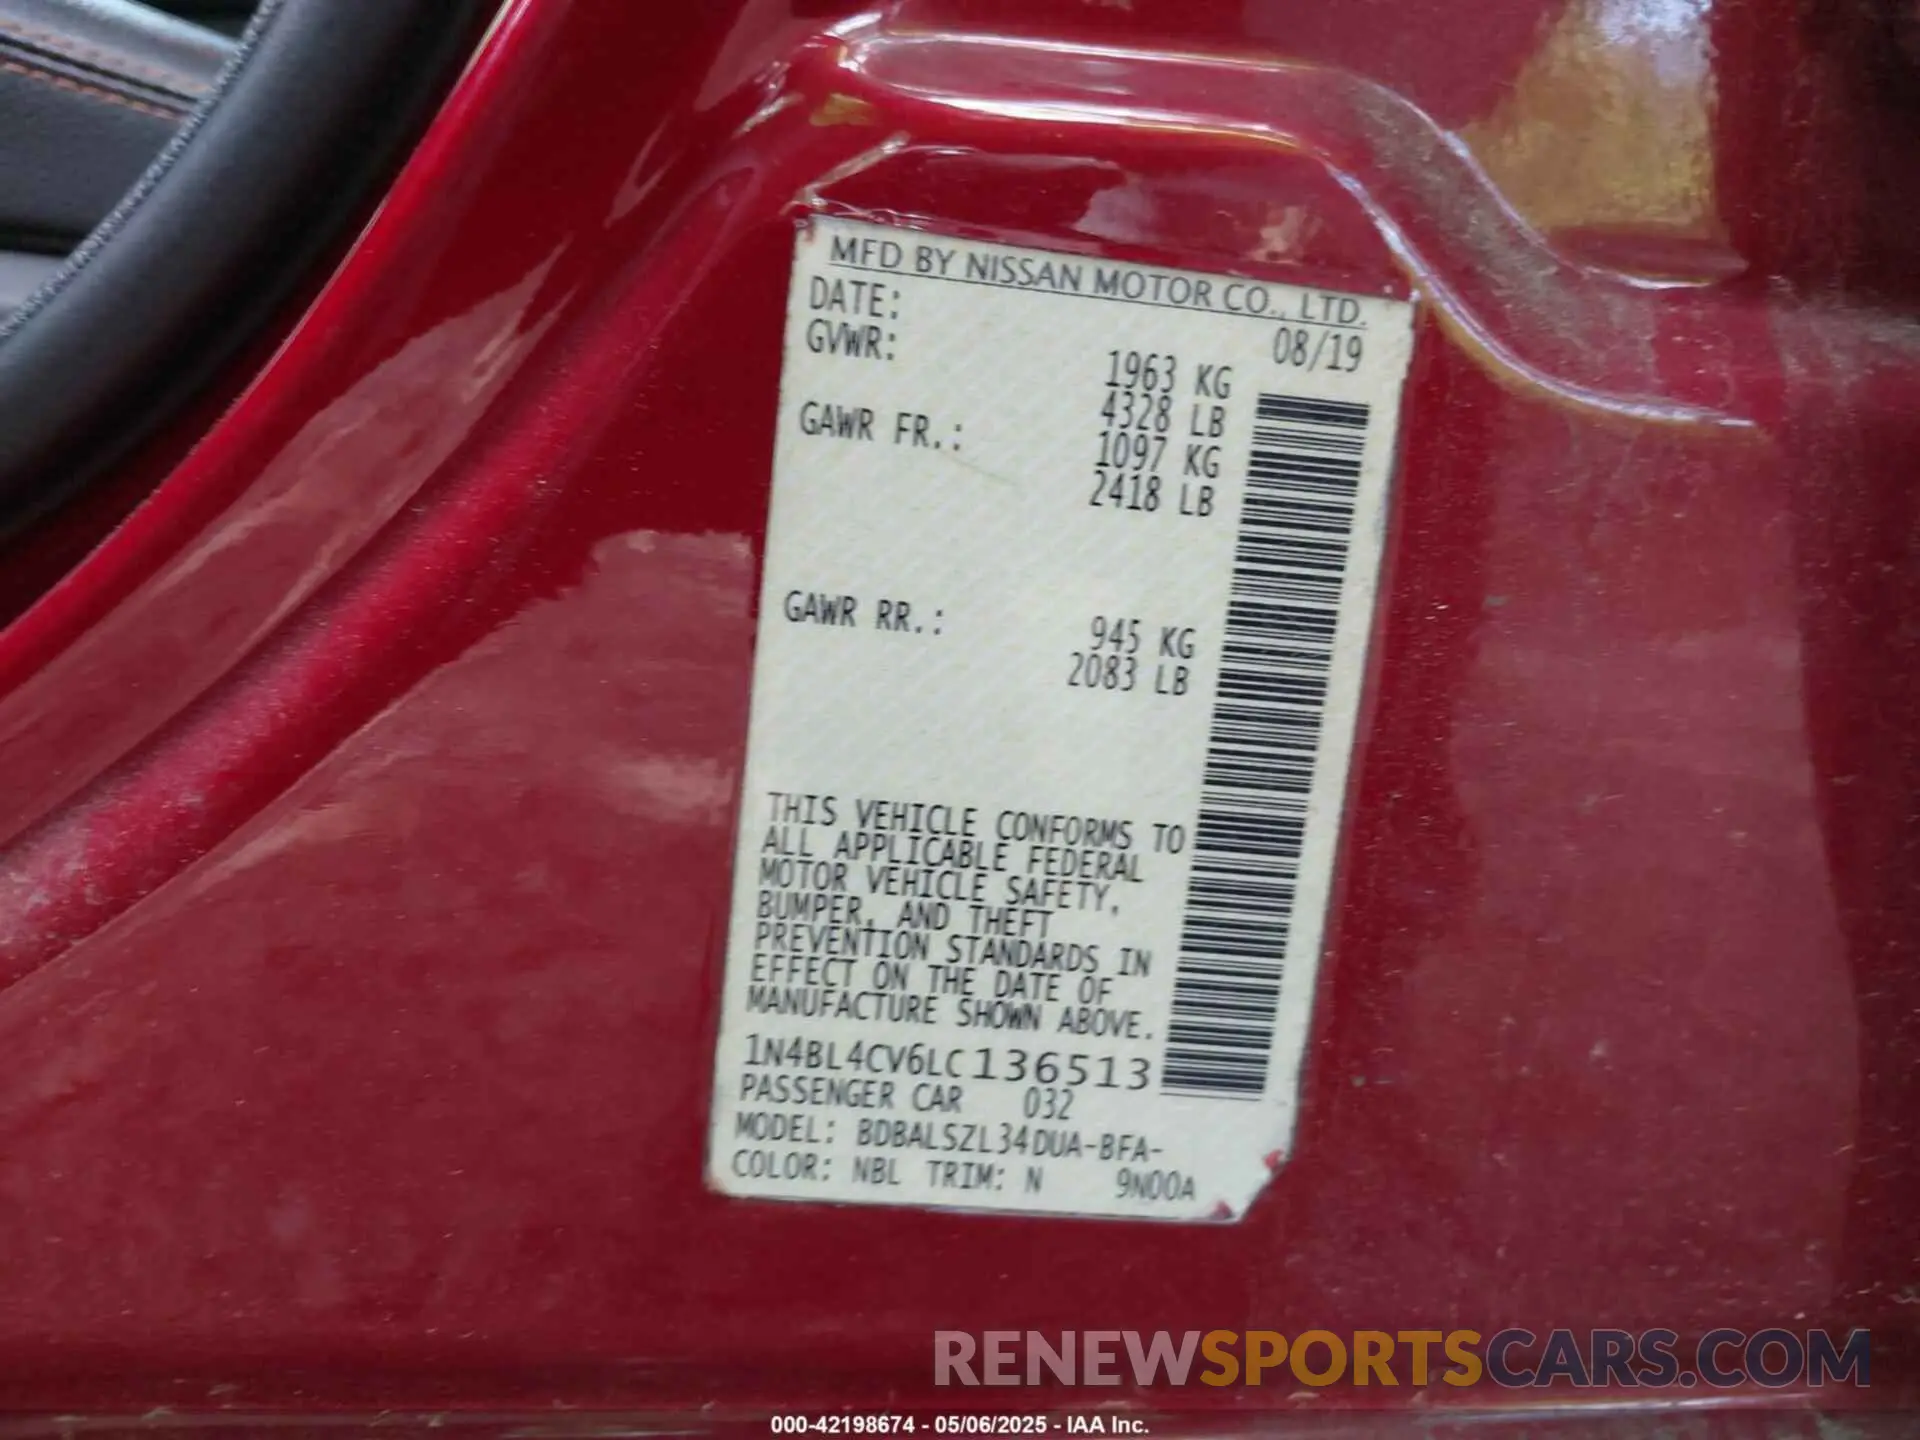 MFD BY NISSAN MOTOR CO., LTD.
DATE: 08/19
GVWR: 1963 KG
4328 LB
GAWR FR.: 1097 KG
2418 LB
GAWR RR.: 945 KG
2083 LB
THIS VEHICLE CONFORMS TO
ALL APPLICABLE FEDERAL
MOTOR VEHICLE SAFETY,
BUMPER, AND THEFT
PREVENTION STANDARDS IN
EFFECT ON THE DATE OF
MANUFACTURE SHOWN ABOVE.
1N4BL4CV6LC136513
PASSENGER CAR 032
MODEL: BDBALSZL34DUA-BFA-
COLOR: NBL TRIM: N 9N00A
RENEWSPORTSCARS.COM
000-42198674 - 05/06/2025 - IAA Inc.